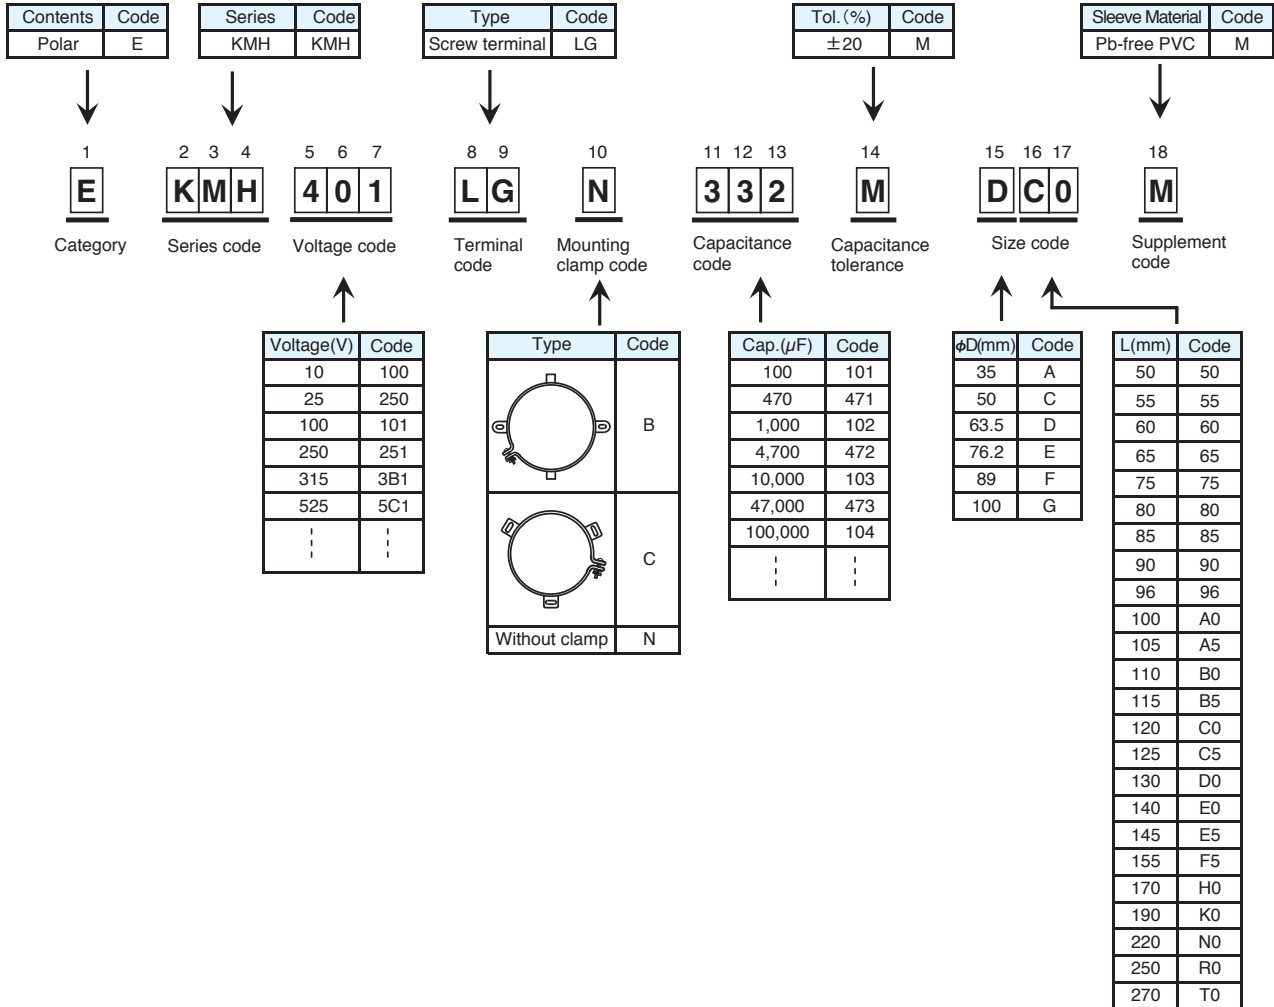 Contents Code
Polar E
Series Code
KMH KMH
Type Code
Screw terminal LG
Tol.(%) Code
±20 M
Sleeve Material Code
Pb-free PVC M
1 2 3 4 5 6 7 8 9 10 11 12 13 14 15 16 17 18
E KMH 401 LG N 332 M DC0 M
Category
Series code
Voltage code
Terminal
code
Mounting
clamp code
Capacitance
code
Capacitance
tolerance
Size code
Supplement
code
Voltage(V) Code
10 100
25 250
100 101
250 251
315 3B1
525 5C1
Type Code
B
C
Without clamp N
Cap.(μF) Code
100 101
470 471
1,000 102
4,700 472
10,000 103
47,000 473
100,000 104
φD(mm) Code
35 A
50 C
63.5 D
76.2 E
89 F
100 G
L(mm) Code
50 50
55 55
60 60
65 65
75 75
80 80
85 85
90 90
96 96
100 A0
105 A5
110 B0
115 B5
120 C0
125 C5
130 D0
140 E0
145 E5
155 F5
170 H0
190 K0
220 N0
250 R0
270 T0